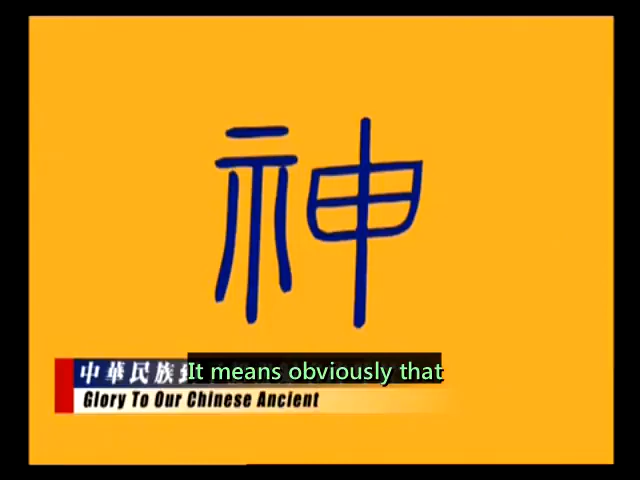 神
中華民族
It means obviously that
Glory To Our Chinese Ancient